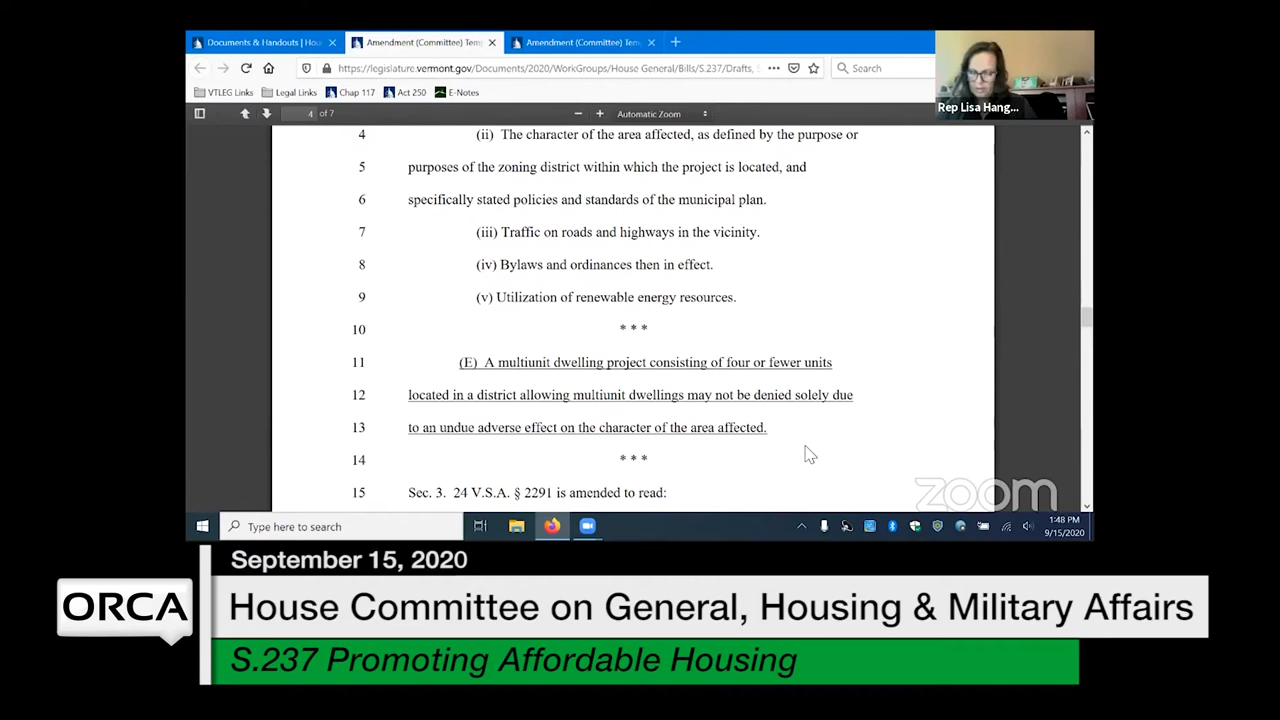 Documents & Handouts | Hou
Amendment (Committee) Tem
Amendment (Committee) Tem
https://legislature.vermont.gov/Documents/2020/WorkGroups/House General/Bills/S.237/Drafts, S
Search
VTLEG Links
Legal Links
Chap 117
Act 250
E-Notes
4 of 7
Automatic Zoom
Rep Lisa Hang...
4 (ii) The character of the area affected, as defined by the purpose or
5 purposes of the zoning district within which the project is located, and
6 specifically stated policies and standards of the municipal plan.
7 (iii) Traffic on roads and highways in the vicinity.
8 (iv) Bylaws and ordinances then in effect.
9 (v) Utilization of renewable energy resources.
10 * * *
11 (E) A multiunit dwelling project consisting of four or fewer units
12 located in a district allowing multiunit dwellings may not be denied solely due
13 to an undue adverse effect on the character of the area affected.
14 * * *
15 Sec. 3. 24 V.S.A. § 2291 is amended to read:
zoom
Type here to search
1:48 PM
9/15/2020
September 15, 2020
ORCA
House Committee on General, Housing & Military Affairs
S.237 Promoting Affordable Housing